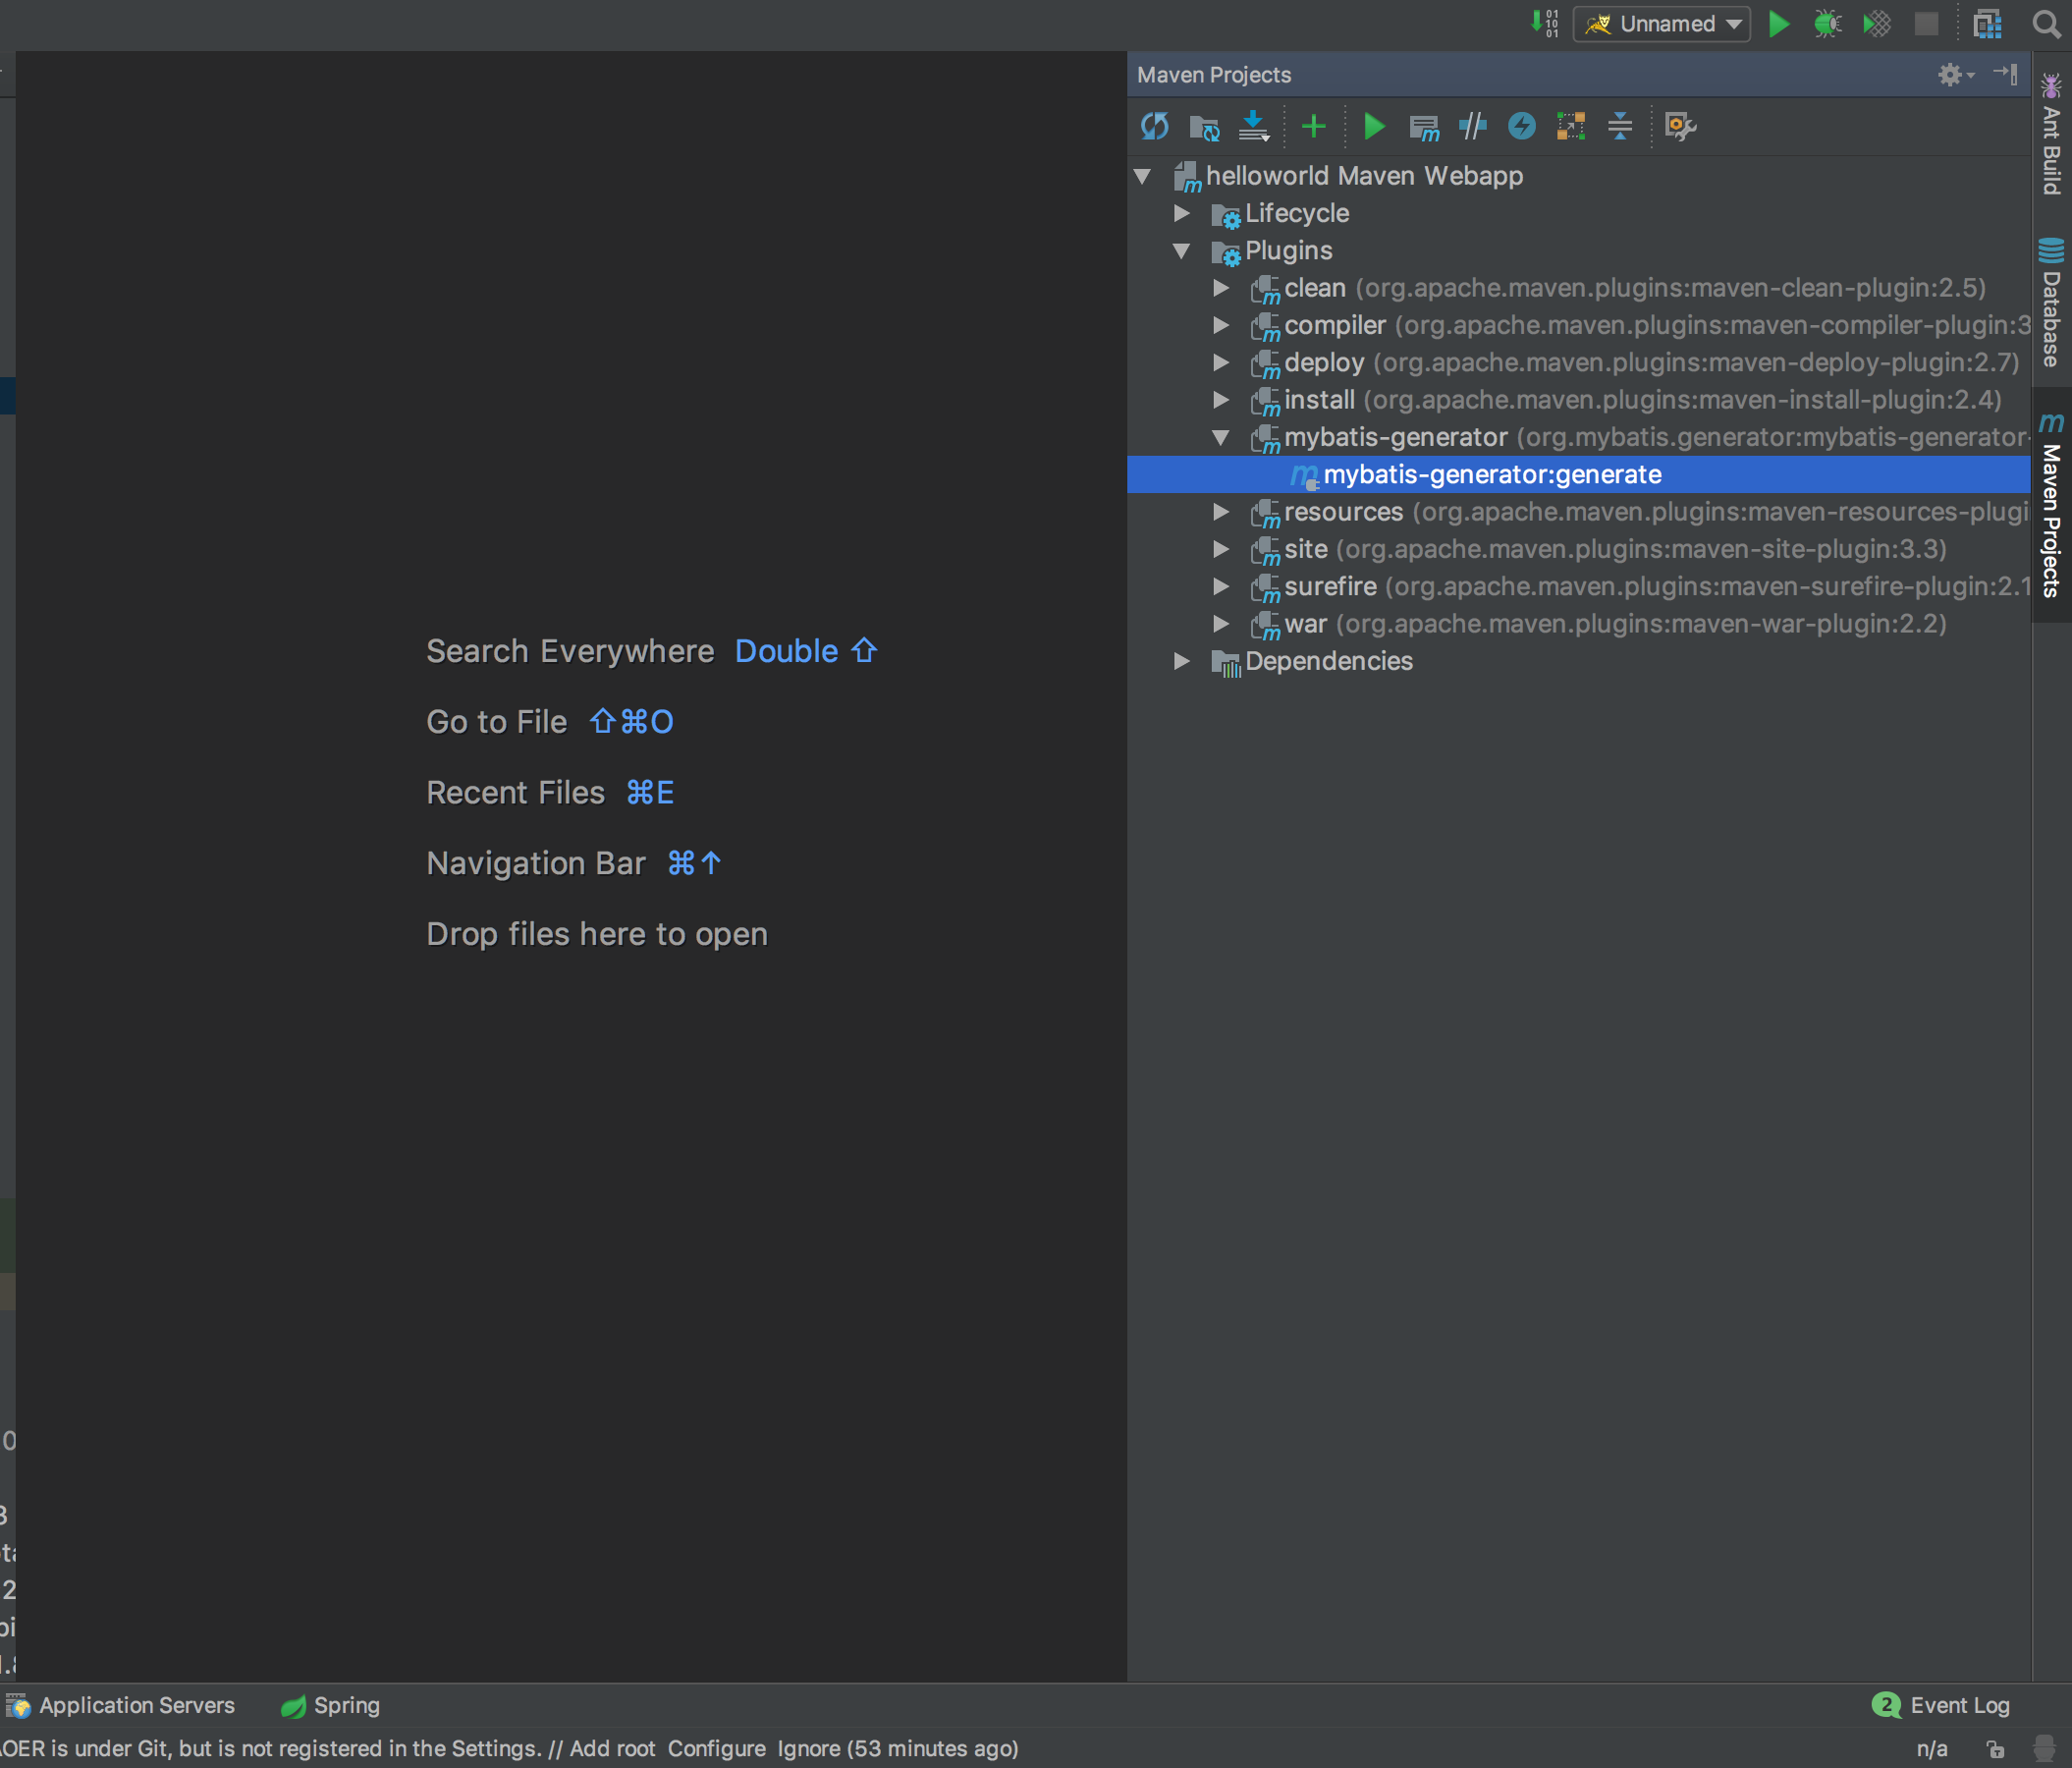 Unnamed
Maven Projects
helloworld Maven Webapp
Lifecycle
Plugins
clean (org.apache.maven.plugins:maven-clean-plugin:2.5)
compiler (org.apache.maven.plugins:maven-compiler-plugin:3
deploy (org.apache.maven.plugins:maven-deploy-plugin:2.7)
install (org.apache.maven.plugins:maven-install-plugin:2.4)
mybatis-generator (org.mybatis.generator:mybatis-generator-
mybatis-generator:generate
resources (org.apache.maven.plugins:maven-resources-plugi
site (org.apache.maven.plugins:maven-site-plugin:3.3)
surefire (org.apache.maven.plugins:maven-surefire-plugin:2.1
war (org.apache.maven.plugins:maven-war-plugin:2.2)
Dependencies
Ant Build
Database
Maven Projects
Search Everywhere Double ⇧
Go to File ⇧⌘O
Recent Files ⌘E
Navigation Bar ⌘↑
Drop files here to open
Application Servers Spring
2 Event Log
OER is under Git, but is not registered in the Settings. // Add root Configure Ignore (53 minutes ago)
n/a